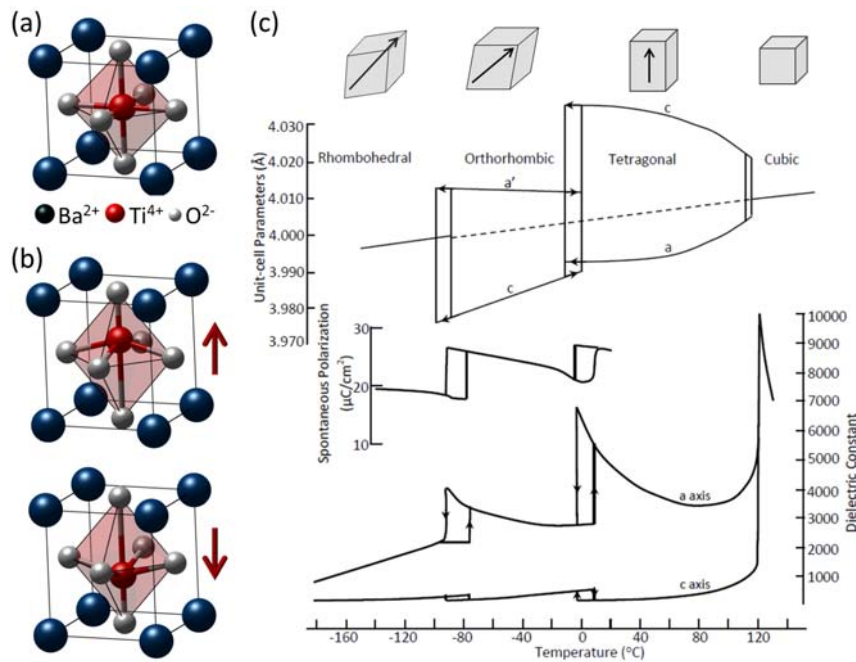 (a)
Ba2+ Ti4+ O2-
(b)
(c)
Unit-cell Parameters (Å)
4.030
4.020
4.010
4.000
3.990
3.980
3.970
Rhombohedral
Orthorhombic
Tetragonal
Cubic
c
a'
a
c
Spontaneous Polarization
(µC/cm2)
30
20
10
Dielectric Constant
10000
9000
8000
7000
6000
5000
4000
3000
2000
1000
a axis
c axis
-160 -120 -80 -40 0 40 80 120
Temperature (°C)